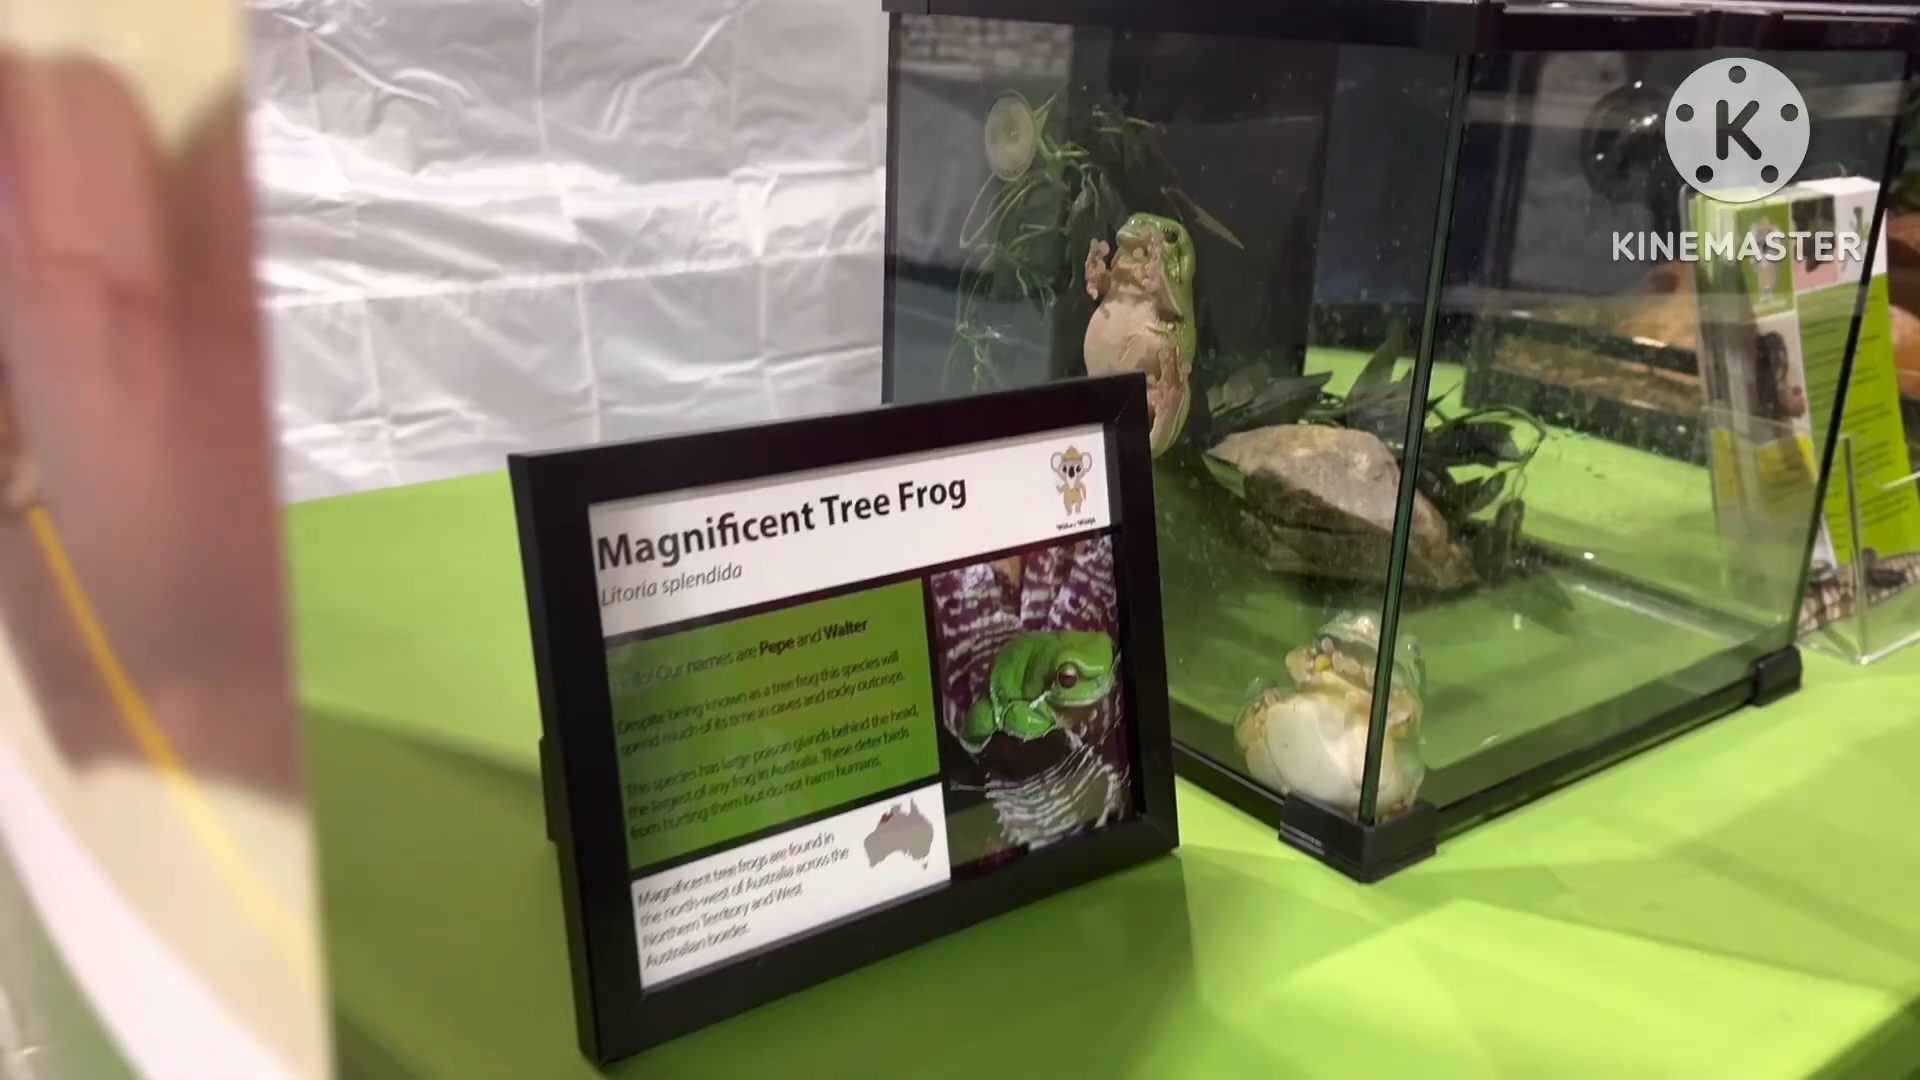 KINEMASTER
Magnificent Tree Frog
Litoria splendida
Hello! Our names are Pepe and Walter
Despite being known as a tree frog this species will
spend much of its time in caves and rocky outcrops.
This species has large poison glands behind the head,
the largest of any frog in Australia. These deter birds
from hurting them but do not harm humans.
Magnificent tree frogs are found in
the north-west of Australia across the
Northern Territory and West
Australian border.